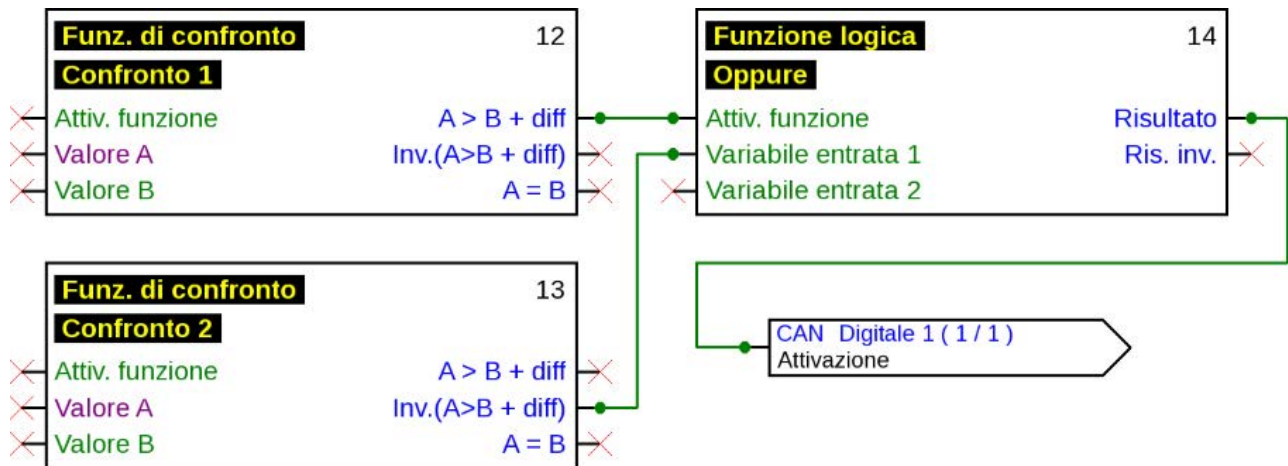 Funz. di confronto 12
Confronto 1
Attiv. funzione A > B + diff
Valore A Inv.(A>B + diff)
Valore B A = B
Funzione logica 14
Oppure
Attiv. funzione Risultato
Variabile entrata 1 Ris. inv.
Variabile entrata 2
Funz. di confronto 13
Confronto 2
Attiv. funzione A > B + diff
Valore A Inv.(A>B + diff)
Valore B A = B
CAN Digitale 1 ( 1 / 1 )
Attivazione